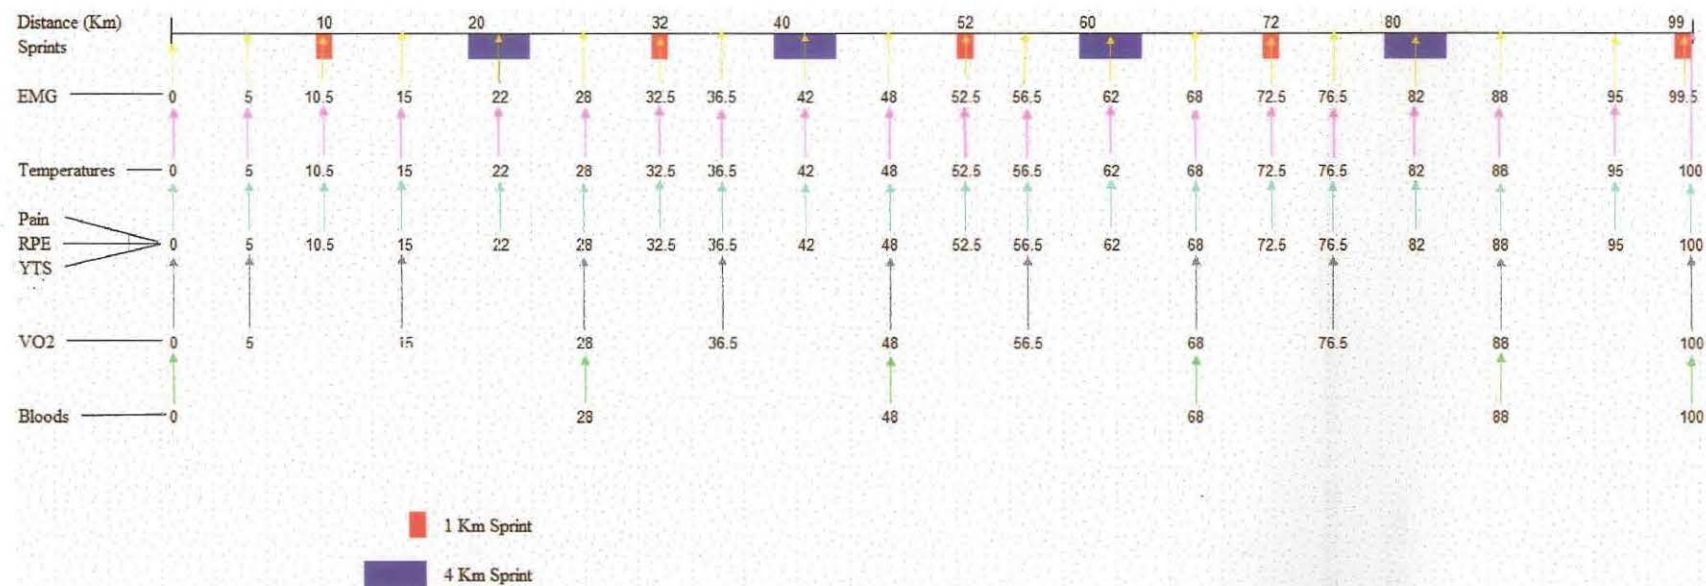 Distance (Km) 10 20 32 40 52 60 72 80 99
Sprints
EMG 0 5 10.5 15 22 28 32.5 36.5 42 48 52.5 56.5 62 68 72.5 76.5 82 88 95 99.5
Temperatures 0 5 10.5 15 22 28 32.5 36.5 42 48 52.5 56.5 62 68 72.5 76.5 82 88 95 100
Pain
RPE 0 5 10.5 15 22 28 32.5 36.5 42 48 52.5 56.5 62 68 72.5 76.5 82 88 95 100
YTS
VO2 0 5 15 28 36.5 48 56.5 68 76.5 88 100
Bloods 0 28 48 68 88 100
1 Km Sprint
4 Km Sprint